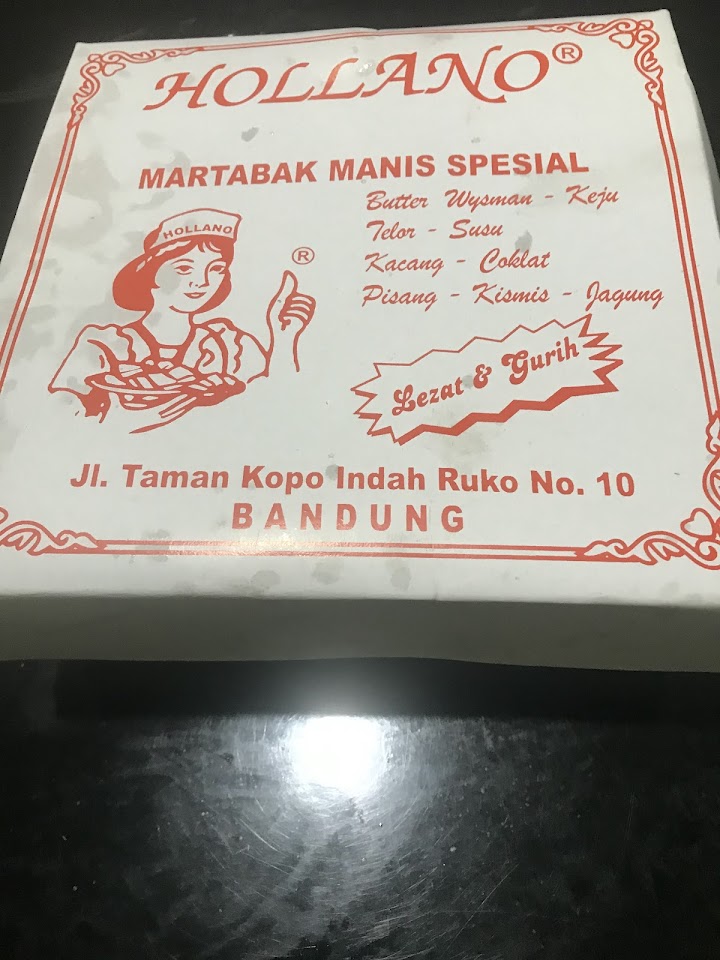 HOLLANO®
MARTABAK MANIS SPESIAL
Butter Wysman - Keju
Telor - Susu
Kacang - Coklat
Pisang - Kismis - Jagung
HOLLANO
®
Lezat & Gurih
Jl. Taman Kopo Indah Ruko No. 10
BANDUNG